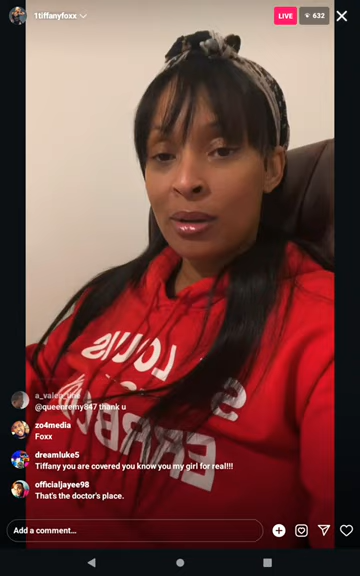 1tiffanyfoxx
LIVE
632
@queenremy847 thank u
zo4media
Foxx
dreamluke5
Tiffany you are covered you know you my girl for real!!!
officialjayee98
That's the doctor's place.
Add a comment...